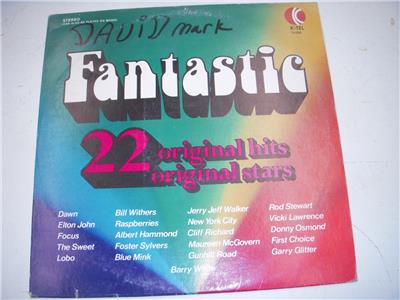 STEREO
DAVID mark
K-TEL
Fantastic
22 original hits
original stars
Dawn
Elton John
Focus
The Sweet
Lobo
Bill Withers
Raspberries
Albert Hammond
Foster Sylvers
Blue Mink
Jerry Jeff Walker
New York City
Cliff Richard
Maureen McGovern
Gunhill Road
Barry White
Rod Stewart
Vicki Lawrence
Donny Osmond
First Choice
Garry Glitter